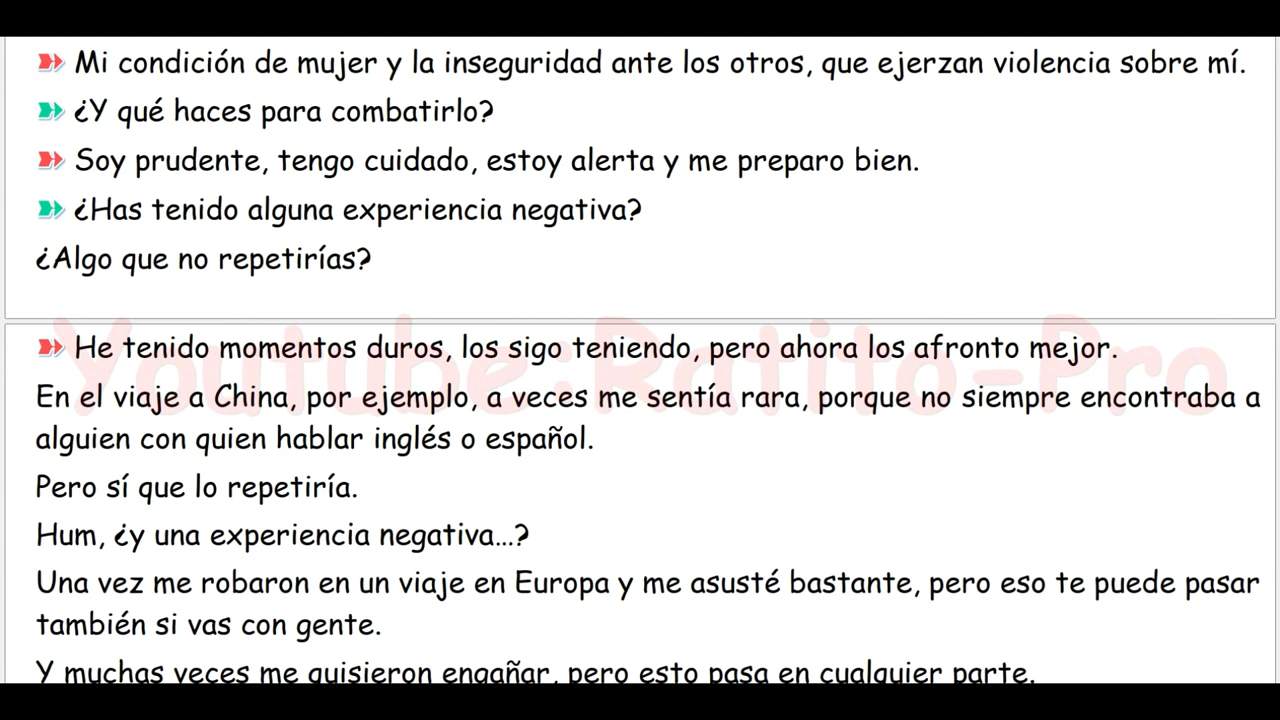 Mi condición de mujer y la inseguridad ante los otros, que ejerzan violencia sobre mí.
¿Y qué haces para combatirlo?
Soy prudente, tengo cuidado, estoy alerta y me preparo bien.
¿Has tenido alguna experiencia negativa?
¿Algo que no repetirías?
Youtube:Ratito-Pro
He tenido momentos duros, los sigo teniendo, pero ahora los afronto mejor.
En el viaje a China, por ejemplo, a veces me sentía rara, porque no siempre encontraba a
alguien con quien hablar inglés o español.
Pero sí que lo repetiría.
Hum, ¿y una experiencia negativa...?
Una vez me robaron en un viaje en Europa y me asusté bastante, pero eso te puede pasar
también si vas con gente.
Y muchas veces me quisieron engañar, pero esto pasa en cualquier parte.